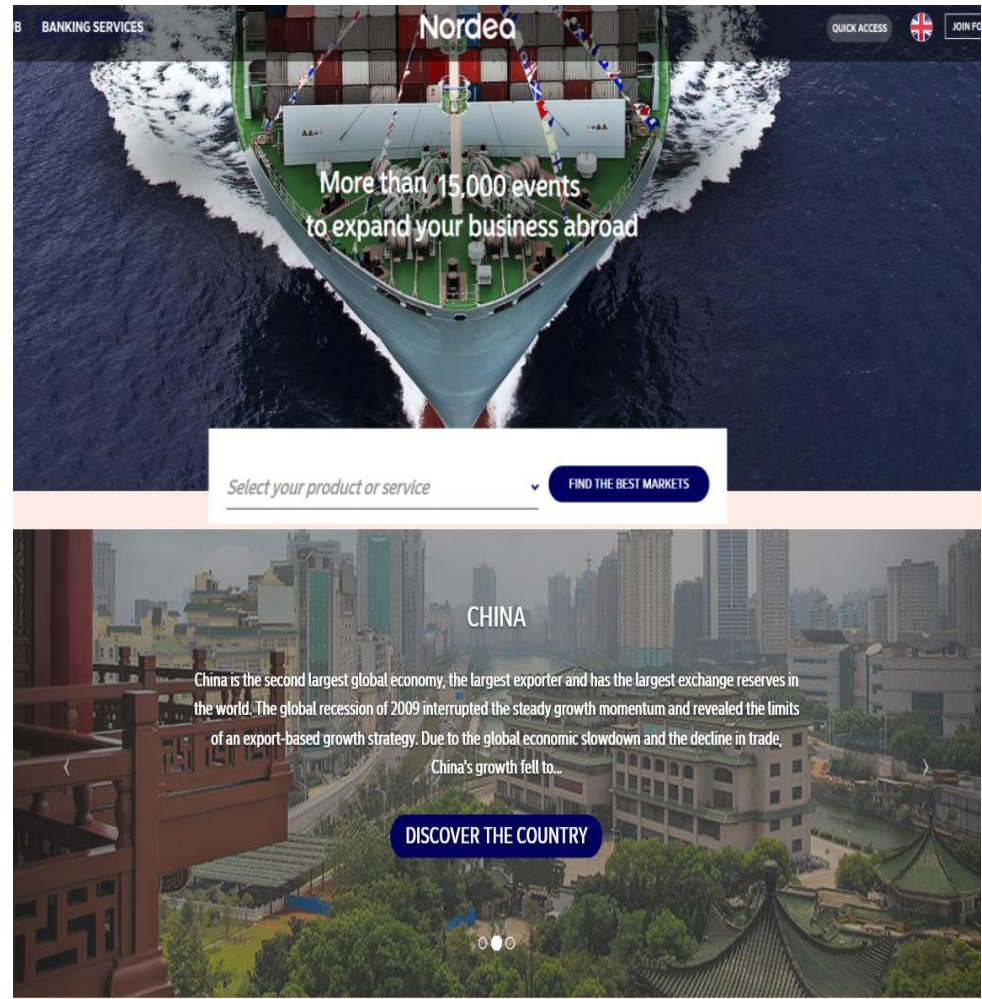 B BANKING SERVICES Nordea QUICK ACCESS JOIN FO
More than 15,000 events
to expand your business abroad
Select your product or service FIND THE BEST MARKETS
CHINA
China is the second largest global economy, the largest exporter and has the largest exchange reserves in
the world. The global recession of 2009 interrupted the steady growth momentum and revealed the limits
of an export-based growth strategy. Due to the global economic slowdown and the decline in trade,
China's growth fell to...
DISCOVER THE COUNTRY